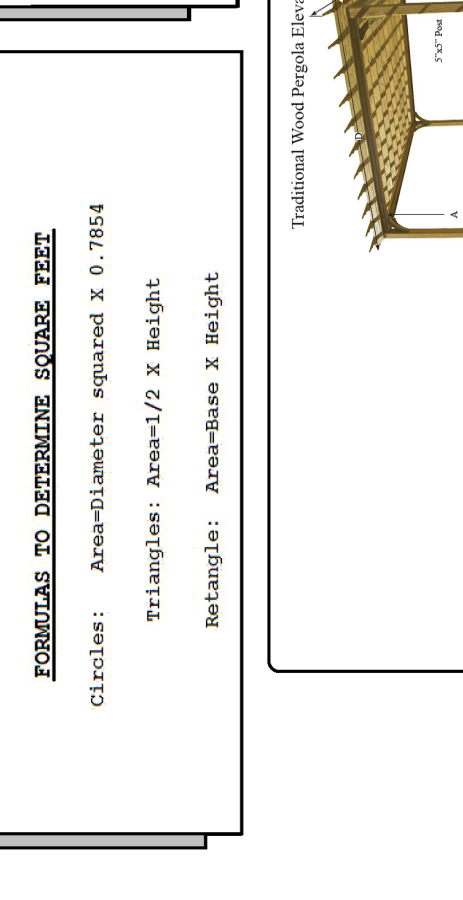 FORMULAS TO DETERMINE SQUARE FEET
Circles: Area=Diameter squared X 0.7854
Triangles: Area=1/2 X Height
Retangle: Area=Base X Height
Traditional Wood Pergola Eleva
D
5"x5" Post
A